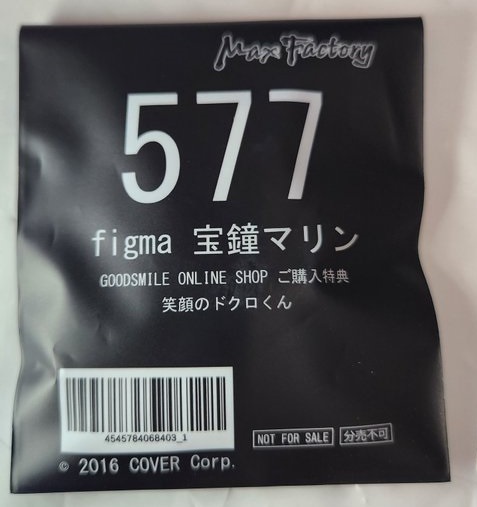 Max Factory
577
figma 宝鐘マリン
GOODSMILE ONLINE SHOP ご購入特典
笑顔のドクロくん
4545784068403_1
NOT FOR SALE 分売不可
© 2016 COVER Corp.